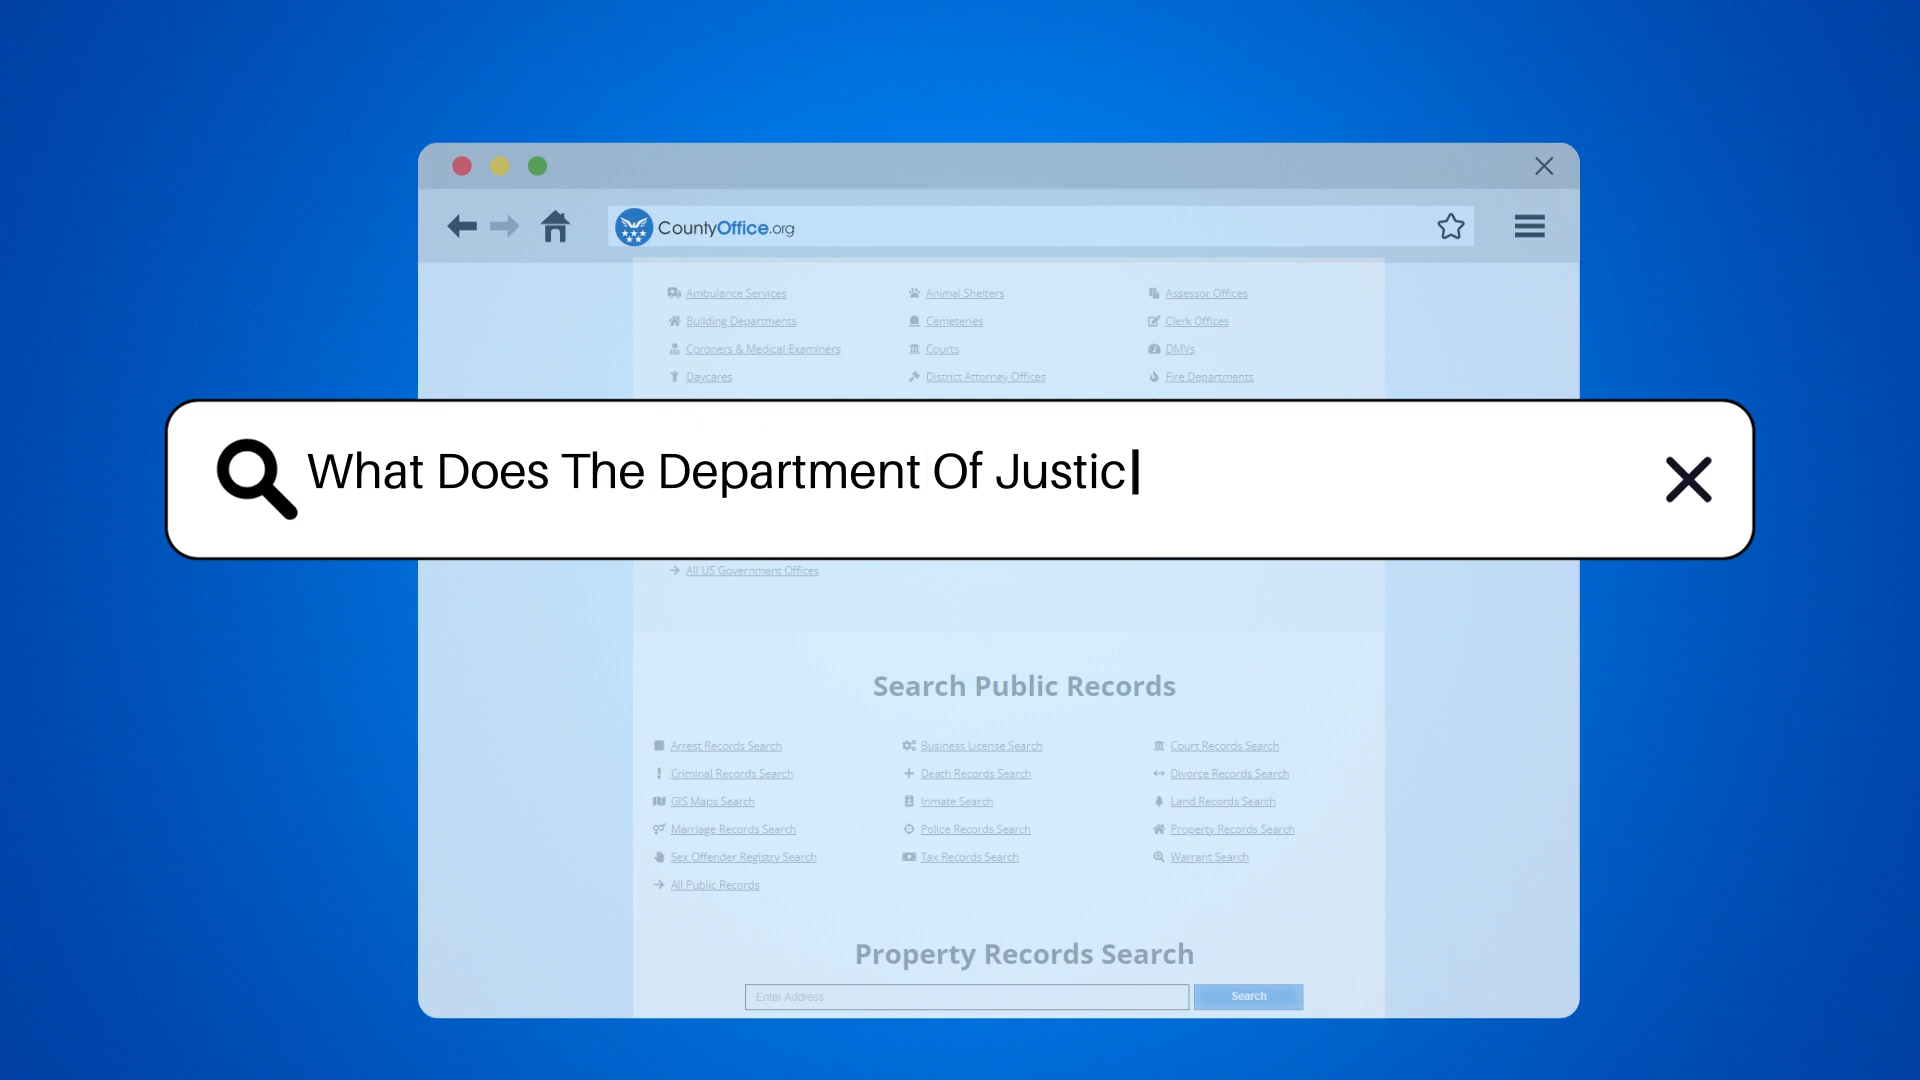 CountyOffice.org
Ambulance Services Animal Shelters Assessor Offices
Building Departments Cemeteries Clerk Offices
Coroners & Medical Examiners Courts DMVs
Daycares District Attorney Offices Fire Departments
What Does The Department Of Justic
All US Government Offices
Search Public Records
Arrest Records Search Business License Search Court Records Search
Criminal Records Search Death Records Search Divorce Records Search
GIS Maps Search Inmate Search Land Records Search
Marriage Records Search Police Records Search Property Records Search
Sex Offender Registry Search Tax Records Search Warrant Search
All Public Records
Property Records Search
Enter Address Search